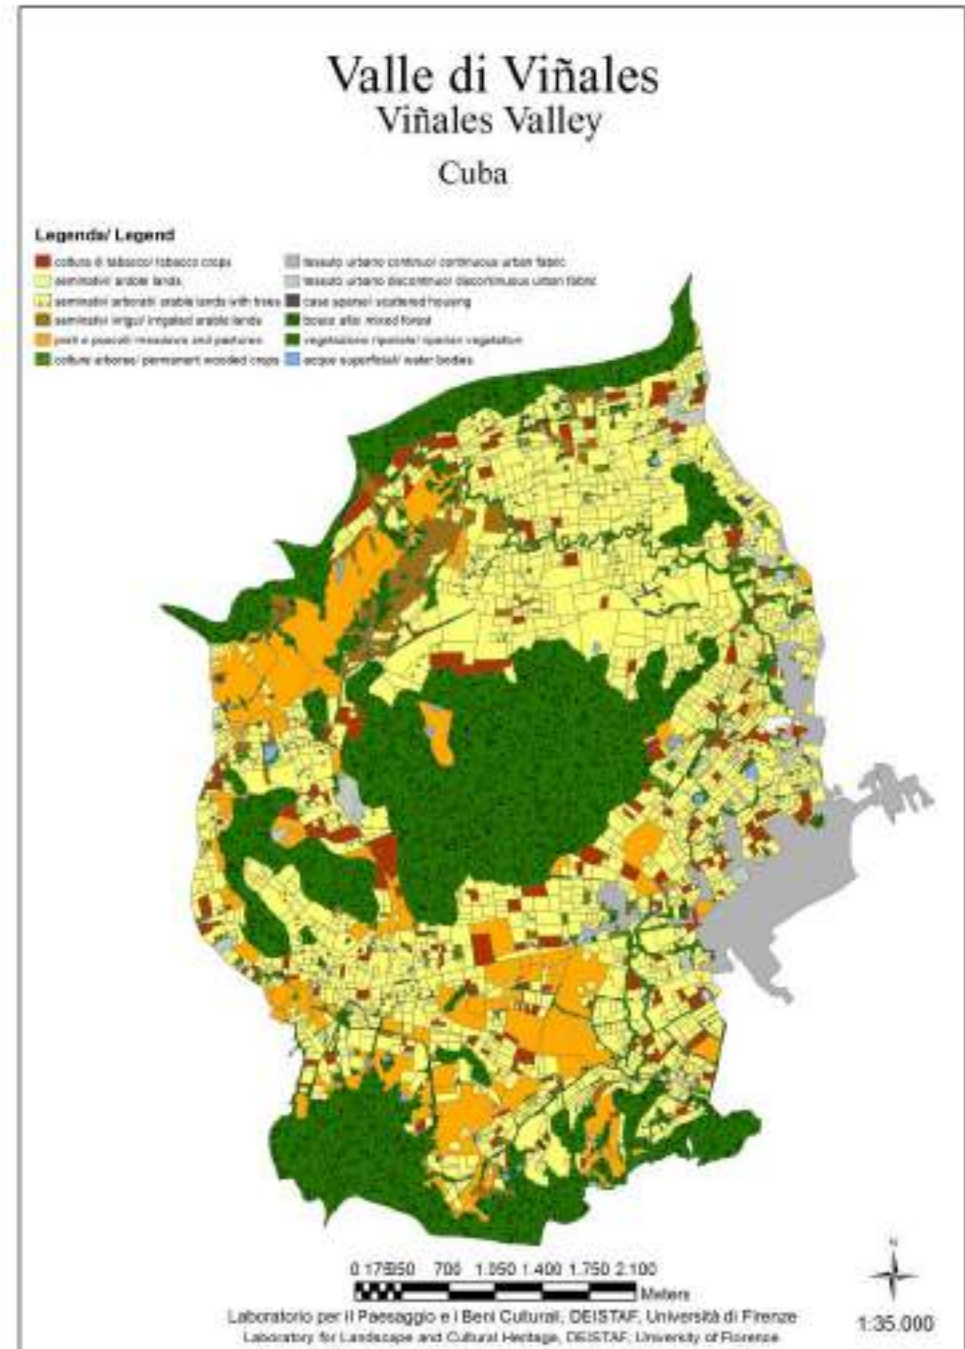 Valle di Viñales
Viñales Valley
Cuba
Legenda/ Legend
coltura di tabacco/ tobacco crops
seminativi/ arable lands
seminativi arborati/ arable lands with trees
seminativi irrigui/ irrigated arable lands
prati e pascoli/ meadows and pastures
colture arboree/ permanent wooded crops
tessuto urbano continuo/ continuous urban fabric
tessuto urbano discontinuo/ discontinuous urban fabric
case sparse/ scattered housing
bosco alto/ mixed forest
vegetazione riparale/ riparian vegetation
acque superficiali/ water bodies
N
0 175350 700 1.050 1.400 1.750 2.100
Meters
Laboratorio per il Paesaggio e i Beni Culturali, DEISTAF, Università di Firenze
Laboratory for Landscape and Cultural Heritage, DEISTAF, University of Florence
1:35.000